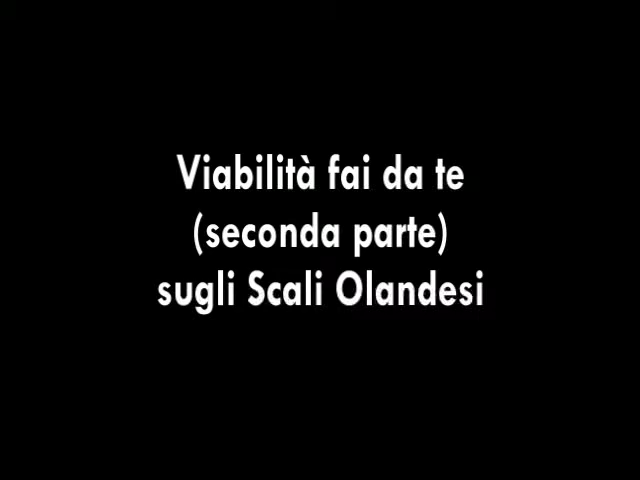 Viabilità fai da te
(seconda parte)
sugli Scali Olandesi